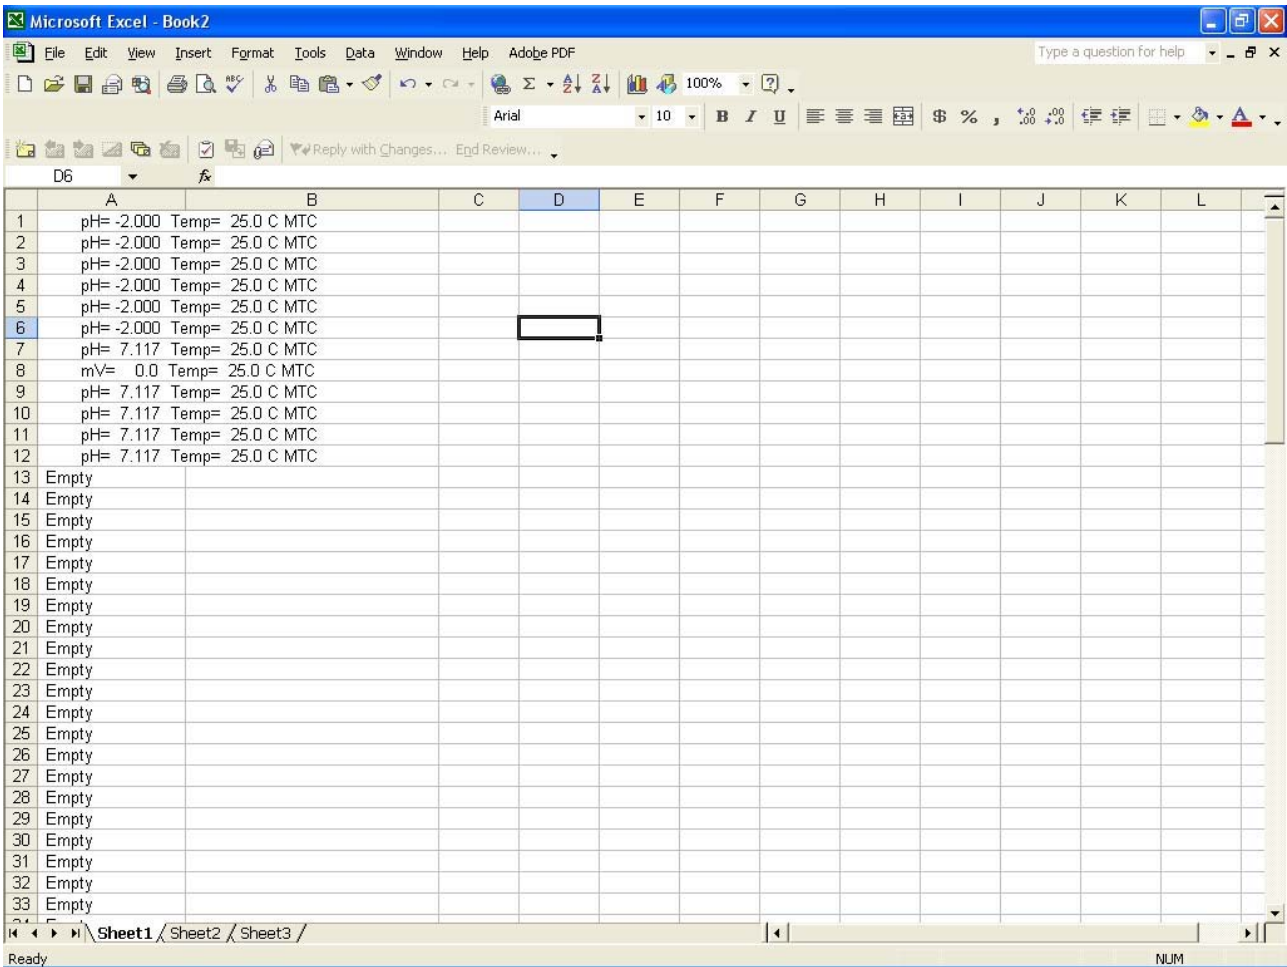 Microsoft Excel - Book2
File Edit View Insert Format Tools Data Window Help Adobe PDF Type a question for help
100%
Arial 10 B I U $ % ,
Reply with Changes... End Review...
D6 fx
A B C D E F G H I J K L
1 pH= -2.000 Temp= 25.0 C MTC
2 pH= -2.000 Temp= 25.0 C MTC
3 pH= -2.000 Temp= 25.0 C MTC
4 pH= -2.000 Temp= 25.0 C MTC
5 pH= -2.000 Temp= 25.0 C MTC
6 pH= -2.000 Temp= 25.0 C MTC
7 pH= 7.117 Temp= 25.0 C MTC
8 mV= 0.0 Temp= 25.0 C MTC
9 pH= 7.117 Temp= 25.0 C MTC
10 pH= 7.117 Temp= 25.0 C MTC
11 pH= 7.117 Temp= 25.0 C MTC
12 pH= 7.117 Temp= 25.0 C MTC
13 Empty
14 Empty
15 Empty
16 Empty
17 Empty
18 Empty
19 Empty
20 Empty
21 Empty
22 Empty
23 Empty
24 Empty
25 Empty
26 Empty
27 Empty
28 Empty
29 Empty
30 Empty
31 Empty
32 Empty
33 Empty
Sheet1 Sheet2 Sheet3
Ready NUM